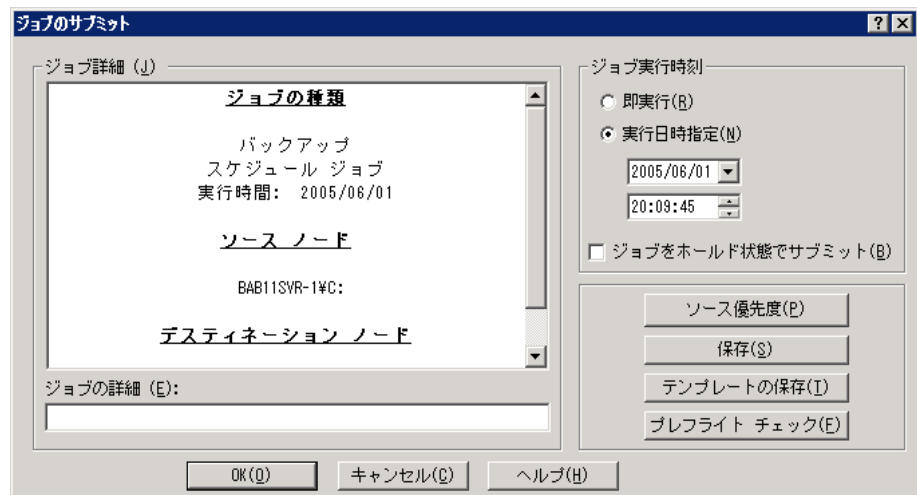 ジョブのサブミット
ジョブ詳細 (J)
ジョブの種類
バックアップ
スケジュール ジョブ
実行時間: 2005/06/01
ソース ノード
BAB11SVR-1¥C:
デスティネーション ノード
ジョブの詳細 (E):
ジョブ実行時刻
即実行(R)
実行日時指定(N)
2005/06/01
20:09:45
ジョブをホールド状態でサブミット(B)
ソース優先度(P)
保存(S)
テンプレートの保存(T)
プレフライト チェック(F)
OK(O)
キャンセル(C)
ヘルプ(H)